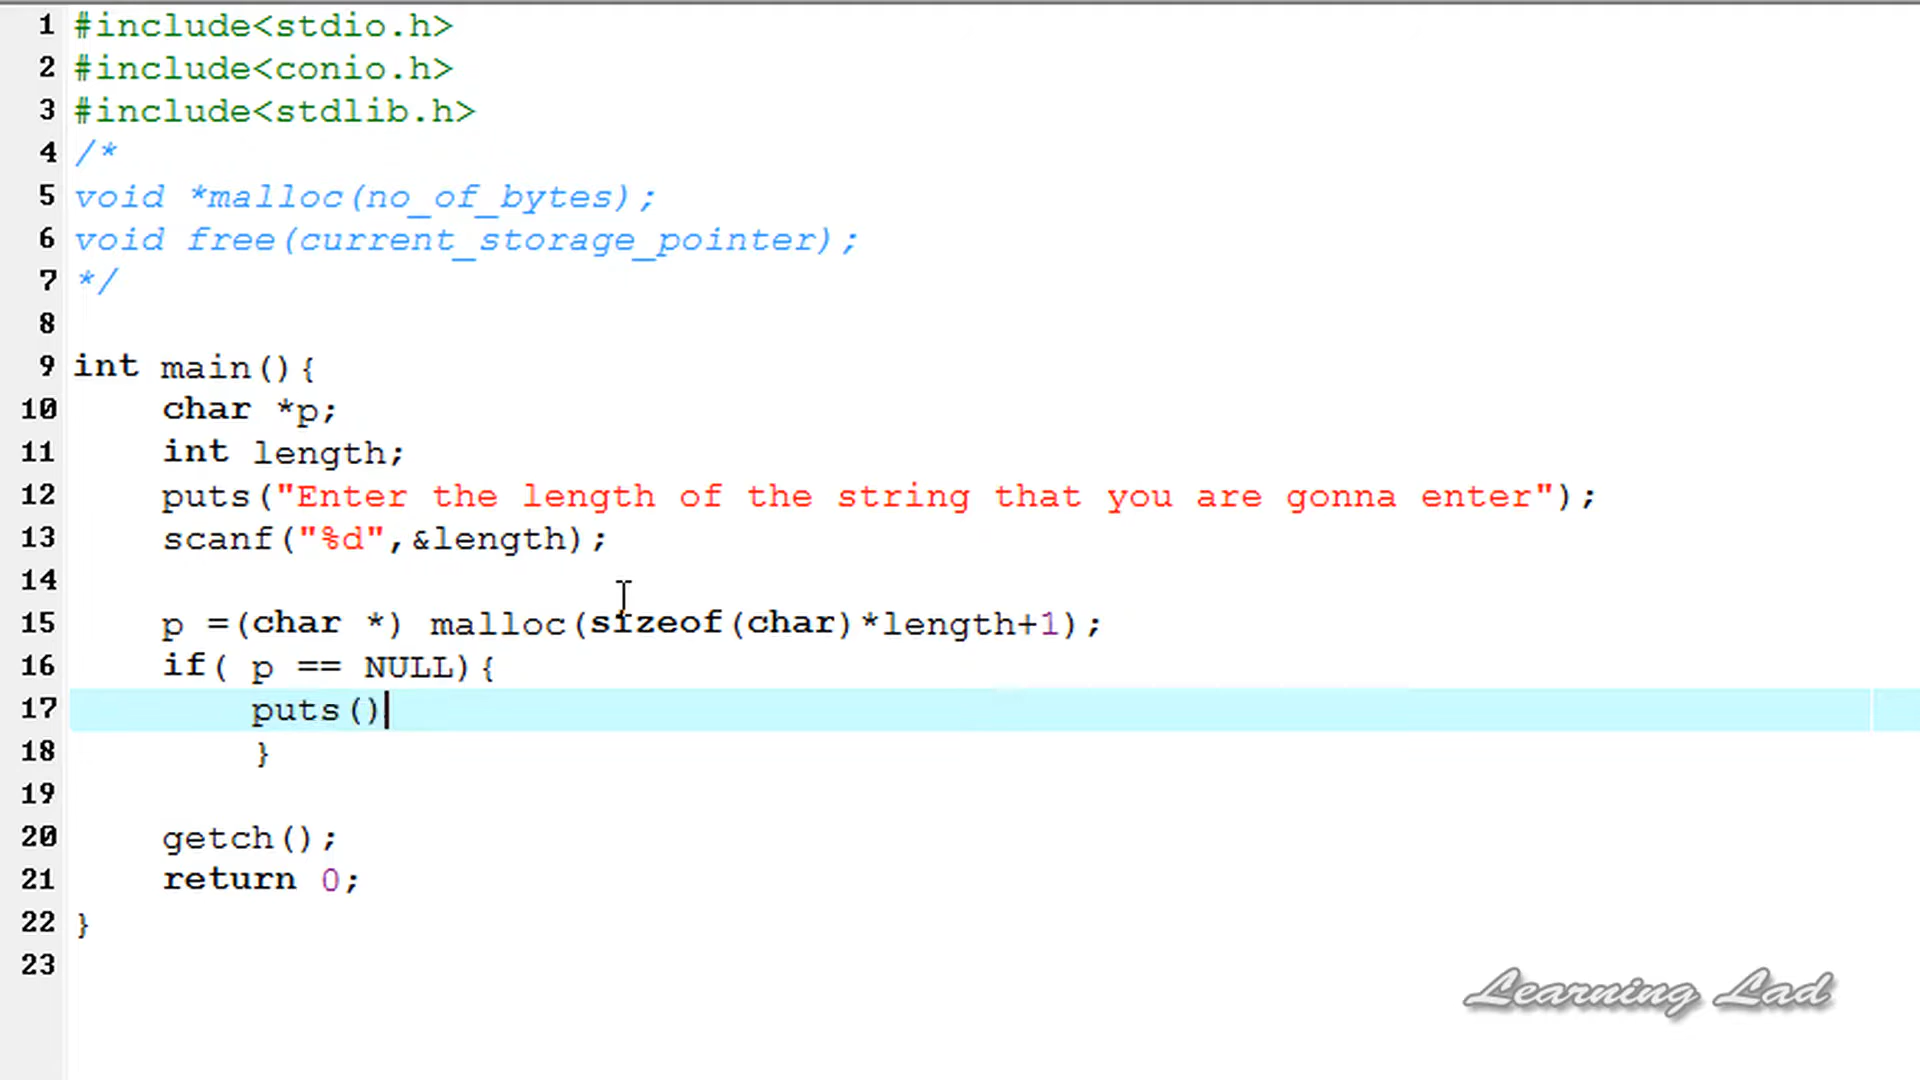 1 #include<stdio.h>
2 #include<conio.h>
3 #include<stdlib.h>
4 /*
5 void *malloc(no_of_bytes);
6 void free(current_storage_pointer);
7 */
8
9 int main(){
10 char *p;
11 int length;
12 puts("Enter the length of the string that you are gonna enter");
13 scanf("%d",&length);
14
15 p =(char *) malloc(sizeof(char)*length+1);
16 if( p == NULL){
17 puts()
18 }
19
20 getch();
21 return 0;
22 }
23
Learning Lad